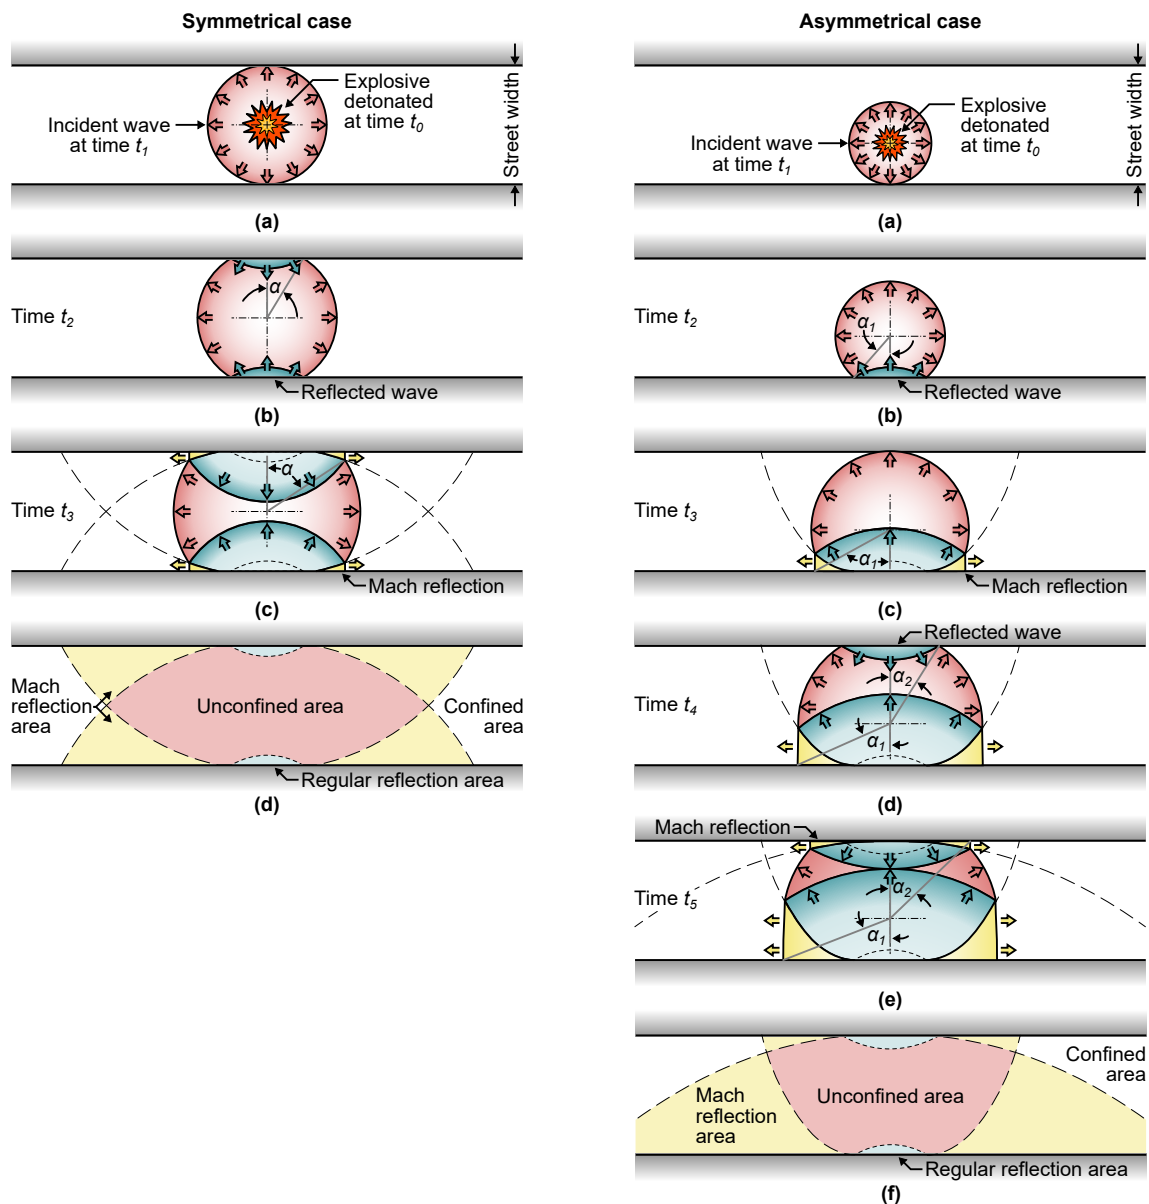 Symmetrical case
Explosive
detonated
at time t0
Incident wave
at time t1
Street width
(a)
Time t2
α
Reflected wave
(b)
Time t3
α
Mach reflection
(c)
Mach
reflection
area
Unconfined area
Confined
area
Regular reflection area
(d)
Asymmetrical case
Explosive
detonated
at time t0
Incident wave
at time t1
Street width
(a)
Time t2
α1
Reflected wave
(b)
Time t3
α1
Mach reflection
(c)
Reflected wave
Time t4
α2
α1
(d)
Mach reflection
Time t5
α2
α1
(e)
Confined
area
Unconfined area
Mach
reflection
area
Regular reflection area
(f)